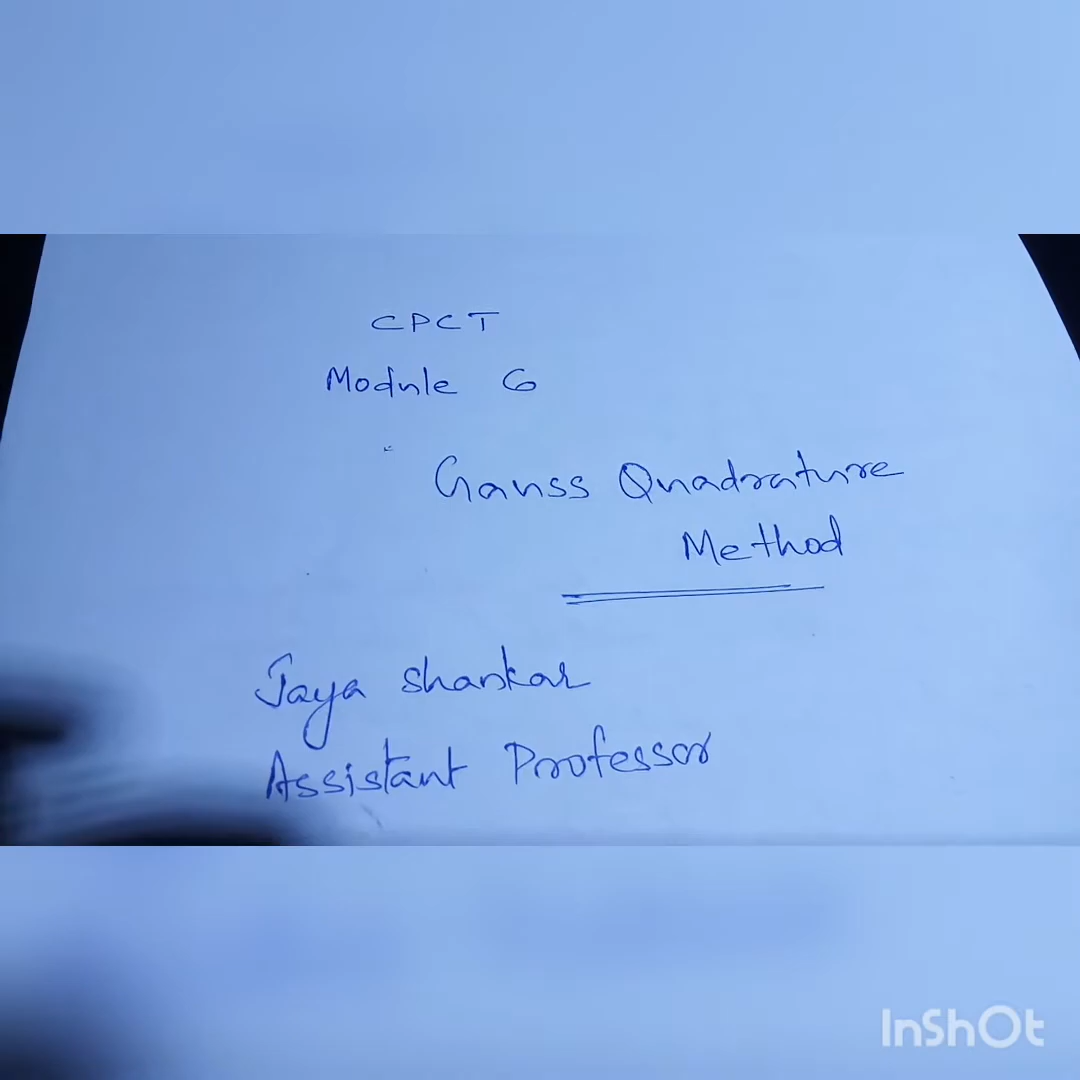 CPCT
Module 6
Gauss Quadrature
Method
Jaya Shankar
Assistant Professor
InShOt